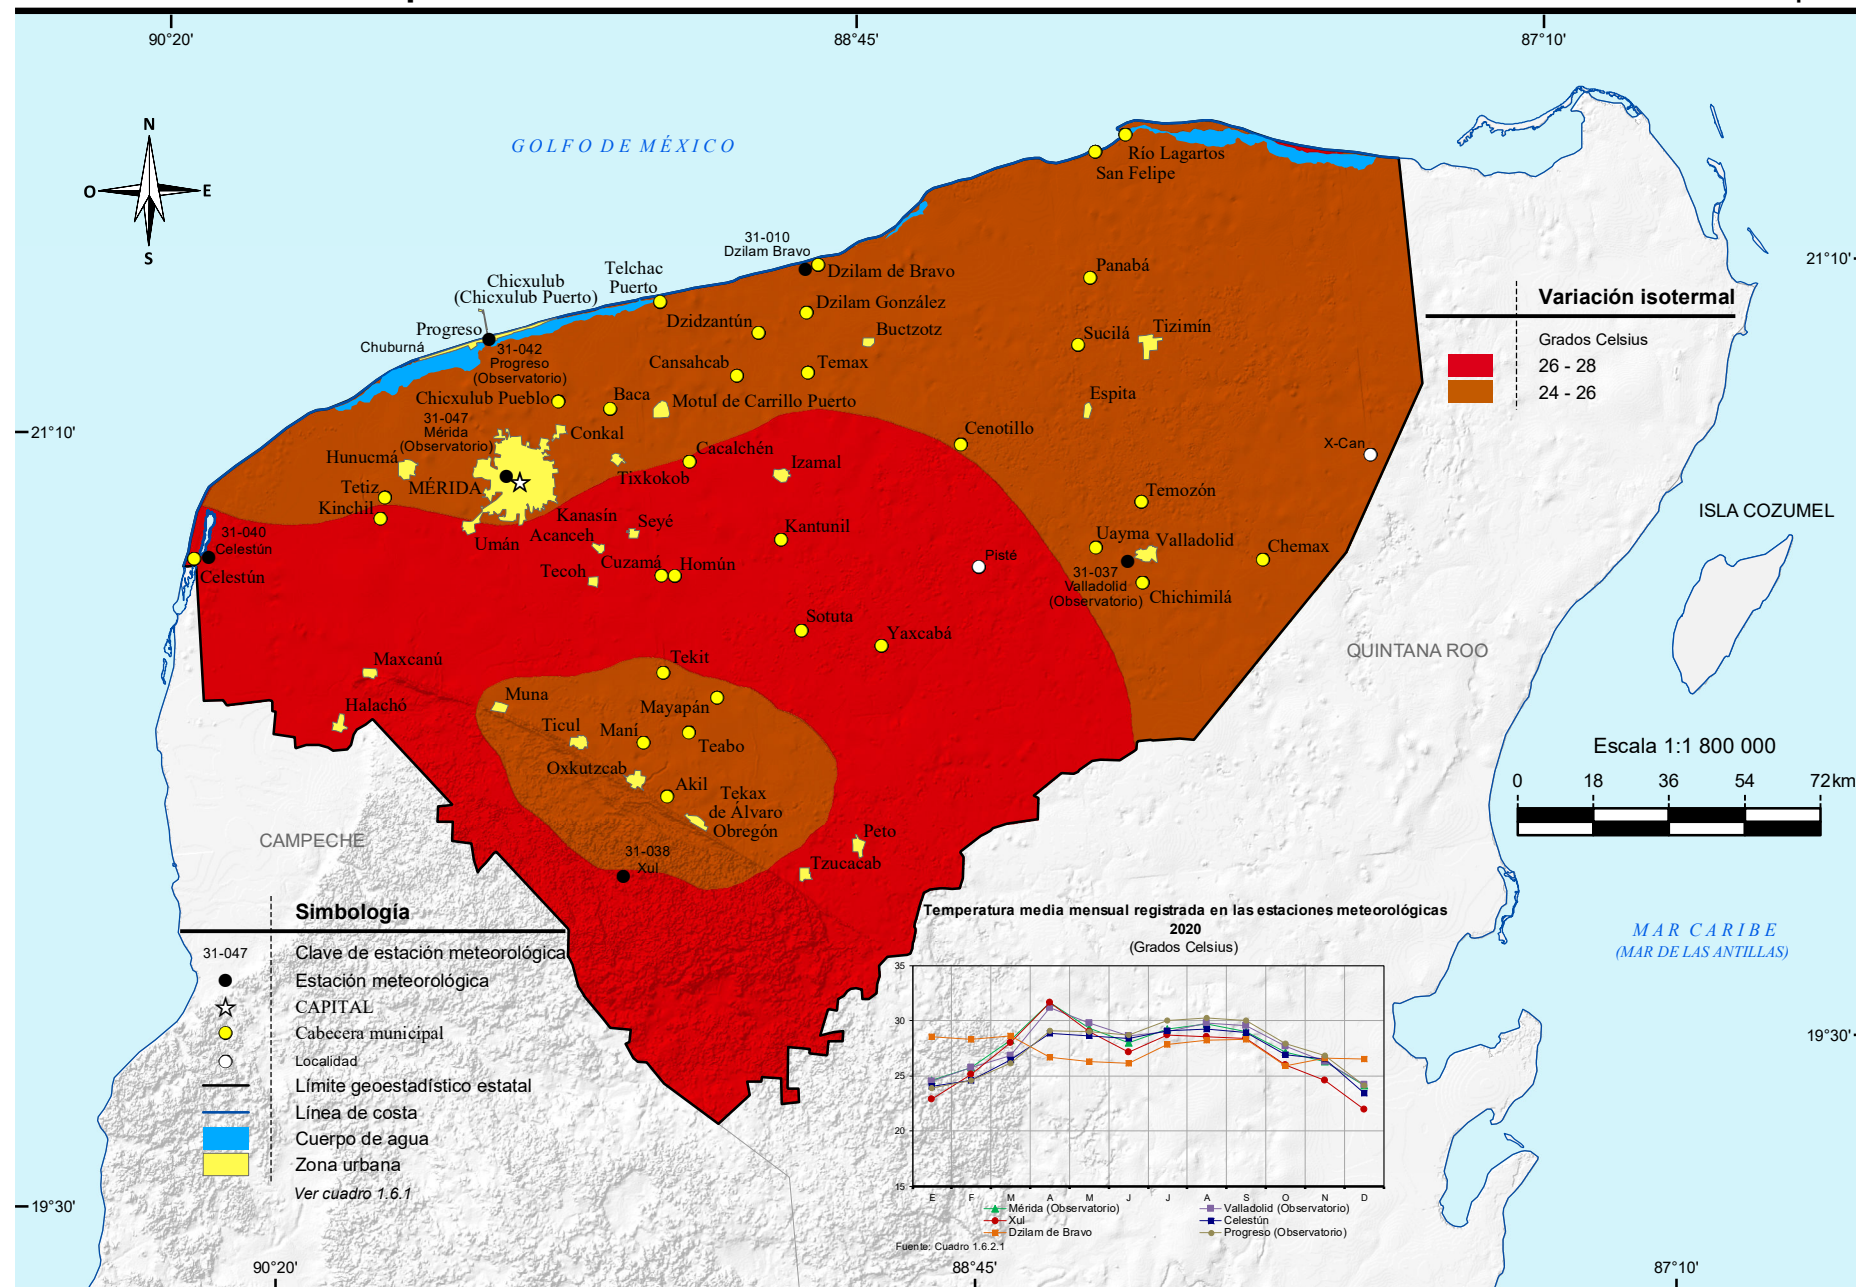 90°20'
88°45'
87°10'
N
O
E
S
GOLFO DE MÉXICO
Río Lagartos
San Felipe
31-010
Dzilam Bravo
Dzilam de Bravo
Panabá
21°10'
Telchac
Puerto
Chicxulub
(Chicxulub Puerto)
Dzilam González
Variación isotermal
Progreso
Dzidzantún
Buctzotz
Sucilá
Tizimín
Chuburná
31-042
Progreso
(Observatorio)
Grados Celsius
26 - 28
24 - 26
Cansahcab
Temax
Chicxulub Pueblo
Baca
Motul de Carrillo Puerto
Espita
31-047
Mérida
(Observatorio)
21°10'
Conkal
Cenotillo
X-Can
Hunucmá
Cacalchén
Izamal
Tixkokob
Tetiz
MÉRIDA
Kinchil
Temozón
ISLA COZUMEL
Kanasín
Seyé
Kantunil
31-040
Celestún
Umán
Acanceh
Uayma
Valladolid
Chemax
Pisté
Celestún
Tecoh
Cuzamá
Homún
31-037
Valladolid
(Observatorio)
Chichimilá
Sotuta
Yaxcabá
QUINTANA ROO
Maxcanú
Tekit
Halachó
Muna
Mayapán
Ticul
Maní
Teabo
Escala 1:1 800 000
0
18
36
54
72km
Oxkutzcab
Akil
Tekax
de Álvaro
Obregón
CAMPECHE
Peto
31-038
Xul
Tzucacab
Simbología
31-047
Clave de estación meteorológica
Estación meteorológica
CAPITAL
Cabecera municipal
Localidad
Límite geoestadístico estatal
Línea de costa
Cuerpo de agua
Zona urbana
Ver cuadro 1.6.1
MAR CARIBE
(MAR DE LAS ANTILLAS)
Temperatura media mensual registrada en las estaciones meteorológicas
2020
(Grados Celsius)
35
30
25
20
15
E F M A M J J A S O N D
Mérida (Observatorio)
Valladolid (Observatorio)
Xul
Celestún
Dzilam de Bravo
Progreso (Observatorio)
Fuente: Cuadro 1.6.2.1
19°30'
19°30'
90°20'
88°45'
87°10'